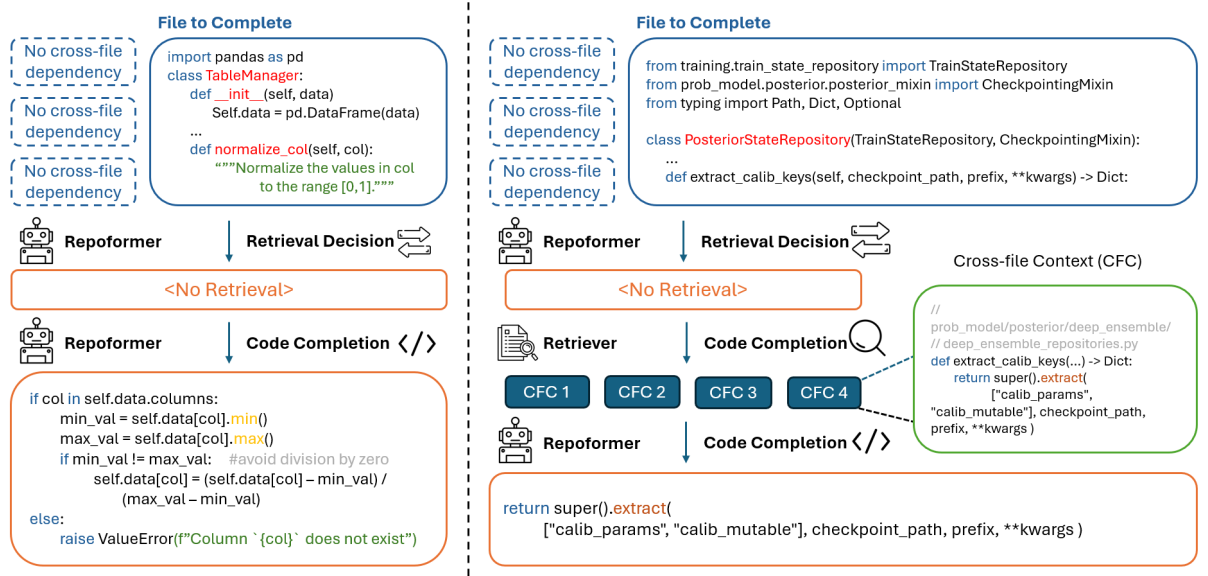 File to Complete
No cross-file
dependency
No cross-file
dependency
No cross-file
dependency
import pandas as pd
class TableManager:
def __init__(self, data)
Self.data = pd.DataFrame(data)
...
def normalize_col(self, col):
“””Normalize the values in col
to the range [0,1].”””
Repoformer
Retrieval Decision
<No Retrieval>
Repoformer
Code Completion </>
if col in self.data.columns:
min_val = self.data[col].min()
max_val = self.data[col].max()
if min_val != max_val: #avoid division by zero
self.data[col] = (self.data[col] – min_val) /
(max_val – min_val)
else:
raise ValueError(f”Column `{col}` does not exist”)
File to Complete
No cross-file
dependency
No cross-file
dependency
No cross-file
dependency
from training.train_state_repository import TrainStateRepository
from prob_model.posterior.posterior_mixin import CheckpointingMixin
from typing import Path, Dict, Optional
class PosteriorStateRepository(TrainStateRepository, CheckpointingMixin):
...
def extract_calib_keys(self, checkpoint_path, prefix, **kwargs) -> Dict:
Repoformer
Retrieval Decision
<No Retrieval>
Retriever
Code Completion
CFC 1
CFC 2
CFC 3
CFC 4
Cross-file Context (CFC)
//
prob_model/posterior/deep_ensemble/
// deep_ensemble_repositories.py
def extract_calib_keys(...) -> Dict:
return super().extract(
["calib_params",
"calib_mutable"], checkpoint_path,
prefix, **kwargs )
Repoformer
Code Completion </>
return super().extract(
["calib_params", "calib_mutable"], checkpoint_path, prefix, **kwargs )